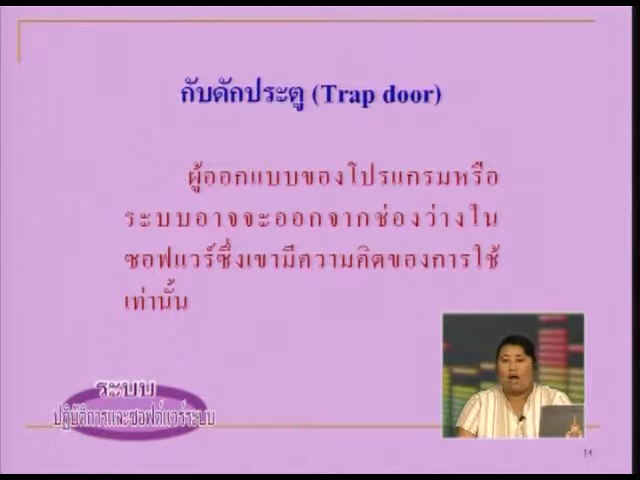 กับดักประตู (Trap door)
ผู้ออกแบบของโปรแกรมหรือ
ระบบอาจจะออกจากช่องว่างใน
ซอฟแวร์ซึ่งเขามีความคิดของการใช้
เท่านั้น
ระบบ
ปฏิบัติการและซอฟต์แวร์ระบบ
14